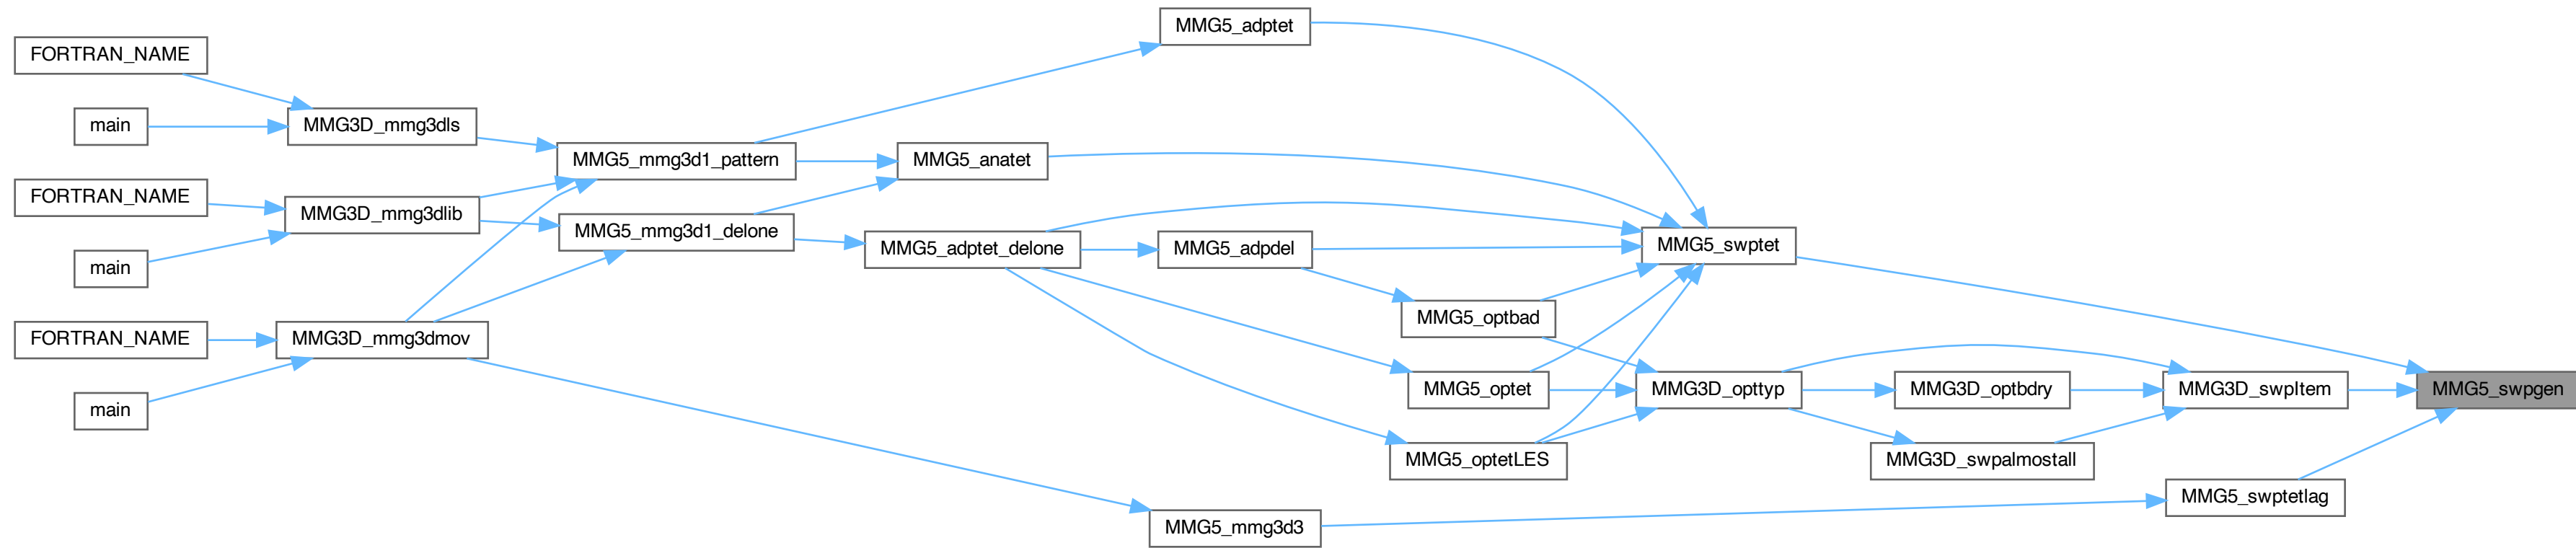 MMG5_adptet
FORTRAN_NAME
main
MMG3D_mmg3dls
MMG5_mmg3d1_pattern
MMG5_anatet
FORTRAN_NAME
MMG3D_mmg3dlib
MMG5_mmg3d1_delone
MMG5_adptet_delone
MMG5_adpdel
MMG5_swptet
main
MMG5_optbad
FORTRAN_NAME
MMG3D_mmg3dmov
MMG5_optet
MMG3D_opttyp
MMG3D_optbdry
MMG3D_swpItem
MMG5_swpgen
main
MMG5_optetLES
MMG3D_swpalmostall
MMG5_swptetlag
MMG5_mmg3d3